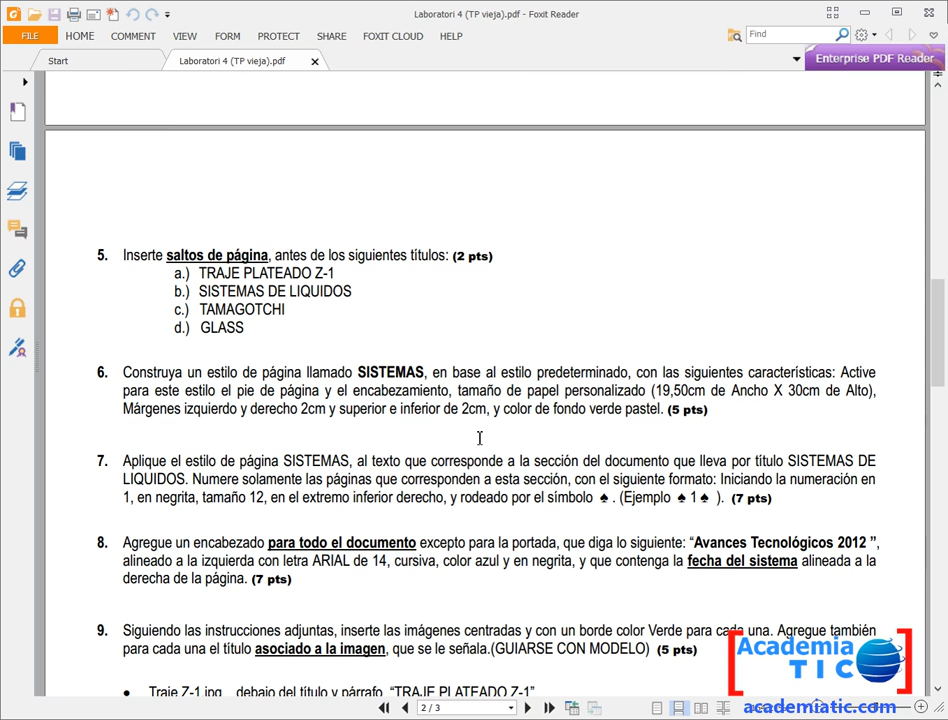 Laboratori 4 (TP vieja).pdf - Foxit Reader
FILE HOME COMMENT VIEW FORM PROTECT SHARE FOXIT CLOUD HELP Find
Start Laboratori 4 (TP vieja).pdf Enterprise PDF Reader
5. Inserte saltos de página, antes de los siguientes títulos: (2 pts)
a.) TRAJE PLATEADO Z-1
b.) SISTEMAS DE LIQUIDOS
c.) TAMAGOTCHI
d.) GLASS
6. Construya un estilo de página llamado SISTEMAS, en base al estilo predeterminado, con las siguientes características: Active
para este estilo el pie de página y el encabezamiento, tamaño de papel personalizado (19,50cm de Ancho X 30cm de Alto),
Márgenes izquierdo y derecho 2cm y superior e inferior de 2cm, y color de fondo verde pastel. (5 pts)
7. Aplique el estilo de página SISTEMAS, al texto que corresponde a la sección del documento que lleva por título SISTEMAS DE
LIQUIDOS. Numere solamente las páginas que corresponden a esta sección, con el siguiente formato: Iniciando la numeración en
1, en negrita, tamaño 12, en el extremo inferior derecho, y rodeado por el símbolo ♠ . (Ejemplo ♠ 1 ♠ ). (7 pts)
8. Agregue un encabezado para todo el documento excepto para la portada, que diga lo siguiente: “Avances Tecnológicos 2012 ”,
alineado a la izquierda con letra ARIAL de 14, cursiva, color azul y en negrita, y que contenga la fecha del sistema alineada a la
derecha de la página. (7 pts)
9. Siguiendo las instrucciones adjuntas, inserte las imágenes centradas y con un borde color Verde para cada una. Agregue también
para cada una el título asociado a la imagen, que se le señala.(GUIARSE CON MODELO) (5 pts)
• Traje Z-1.jpg debajo del título y párrafo “TRAJE PLATEADO Z-1”
Academia
TIC
academiatic.com
2 / 3